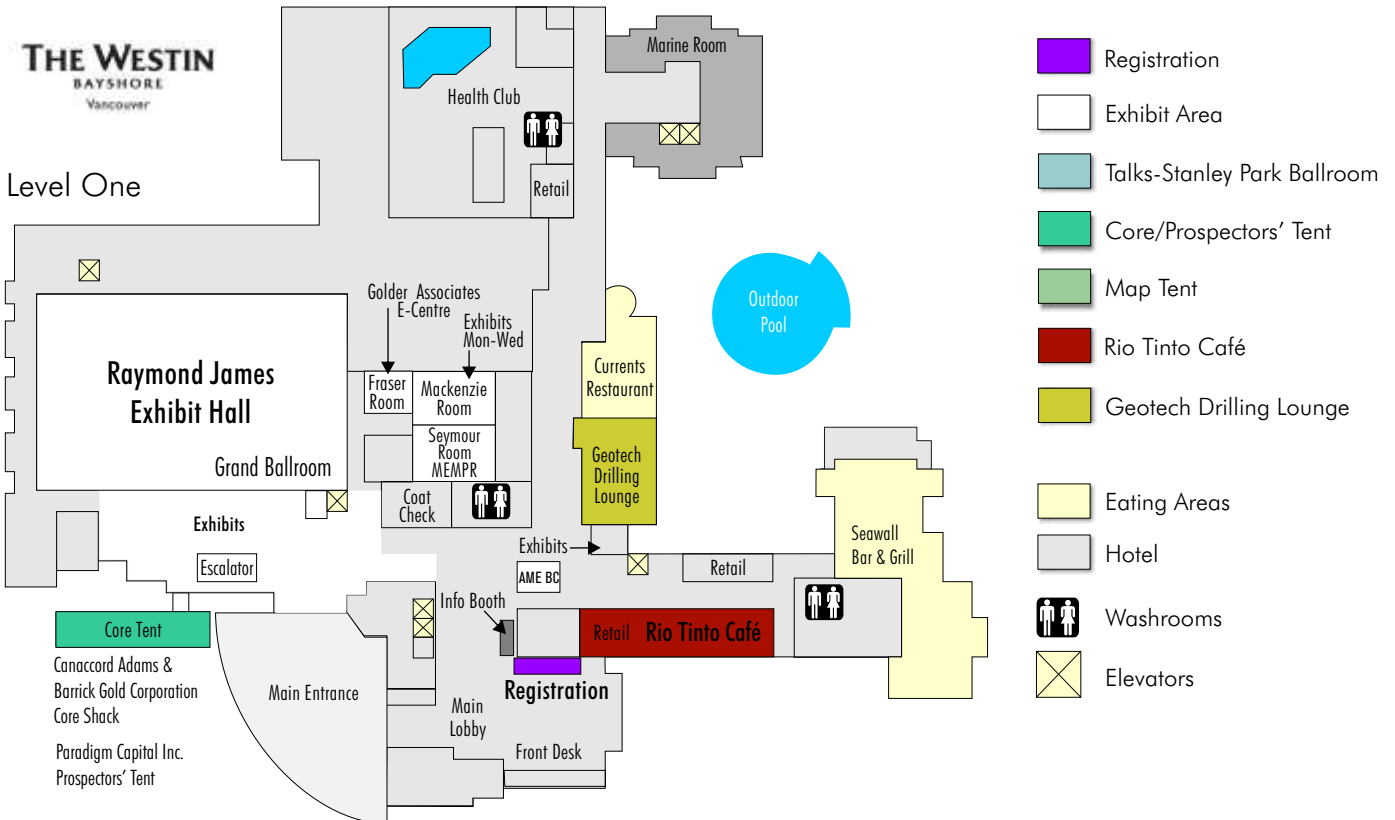 THE WESTIN
BAYSHORE
Vancouver
Level One
Health Club
Retail
Marine Room
Outdoor
Pool
Golder Associates
E-Centre
Exhibits
Mon-Wed
Raymond James
Exhibit Hall
Grand Ballroom
Fraser
Room
Mackenzie
Room
Seymour
Room
MEMPR
Coat
Check
Currents
Restaurant
Geotech
Drilling
Lounge
Exhibits
Escalator
Exhibits
AME BC
Retail
Seawall
Bar & Grill
Info Booth
Retail Rio Tinto Café
Registration
Core Tent
Canaccord Adams &
Barrick Gold Corporation
Core Shack
Paradigm Capital Inc.
Prospectors' Tent
Main Entrance
Main
Lobby
Front Desk
Registration
Exhibit Area
Talks-Stanley Park Ballroom
Core/Prospectors' Tent
Map Tent
Rio Tinto Café
Geotech Drilling Lounge
Eating Areas
Hotel
Washrooms
Elevators